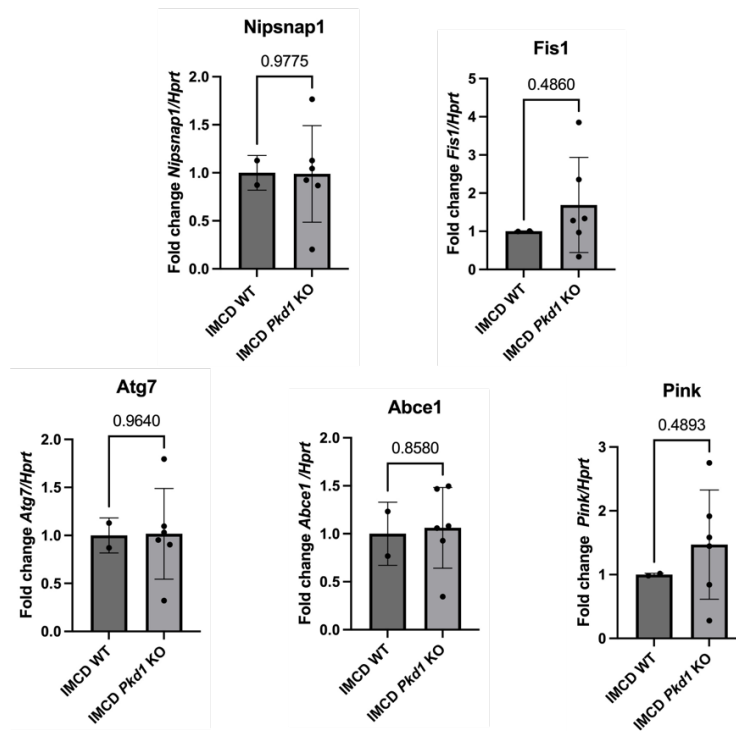 Nipsnap1
0.9775
Fold change Nipsnap1/Hprt
2.0
1.5
1.0
0.5
0.0
IMCD WT
IMCD Pkd1 KO
Fis1
0.4860
Fold change Fis1/Hprt
5
4
3
2
1
0
IMCD WT
IMCD Pkd1 KO
Atg7
0.9640
Fold change Atg7/Hprt
2.0
1.5
1.0
0.5
0.0
IMCD WT
IMCD Pkd1 KO
Abce1
0.8580
Fold change Abce1 /Hprt
2.0
1.5
1.0
0.5
0.0
IMCD WT
IMCD Pkd1 KO
Pink
0.4893
Fold change Pink/Hprt
3
2
1
0
IMCD WT
IMCD Pkd1 KO